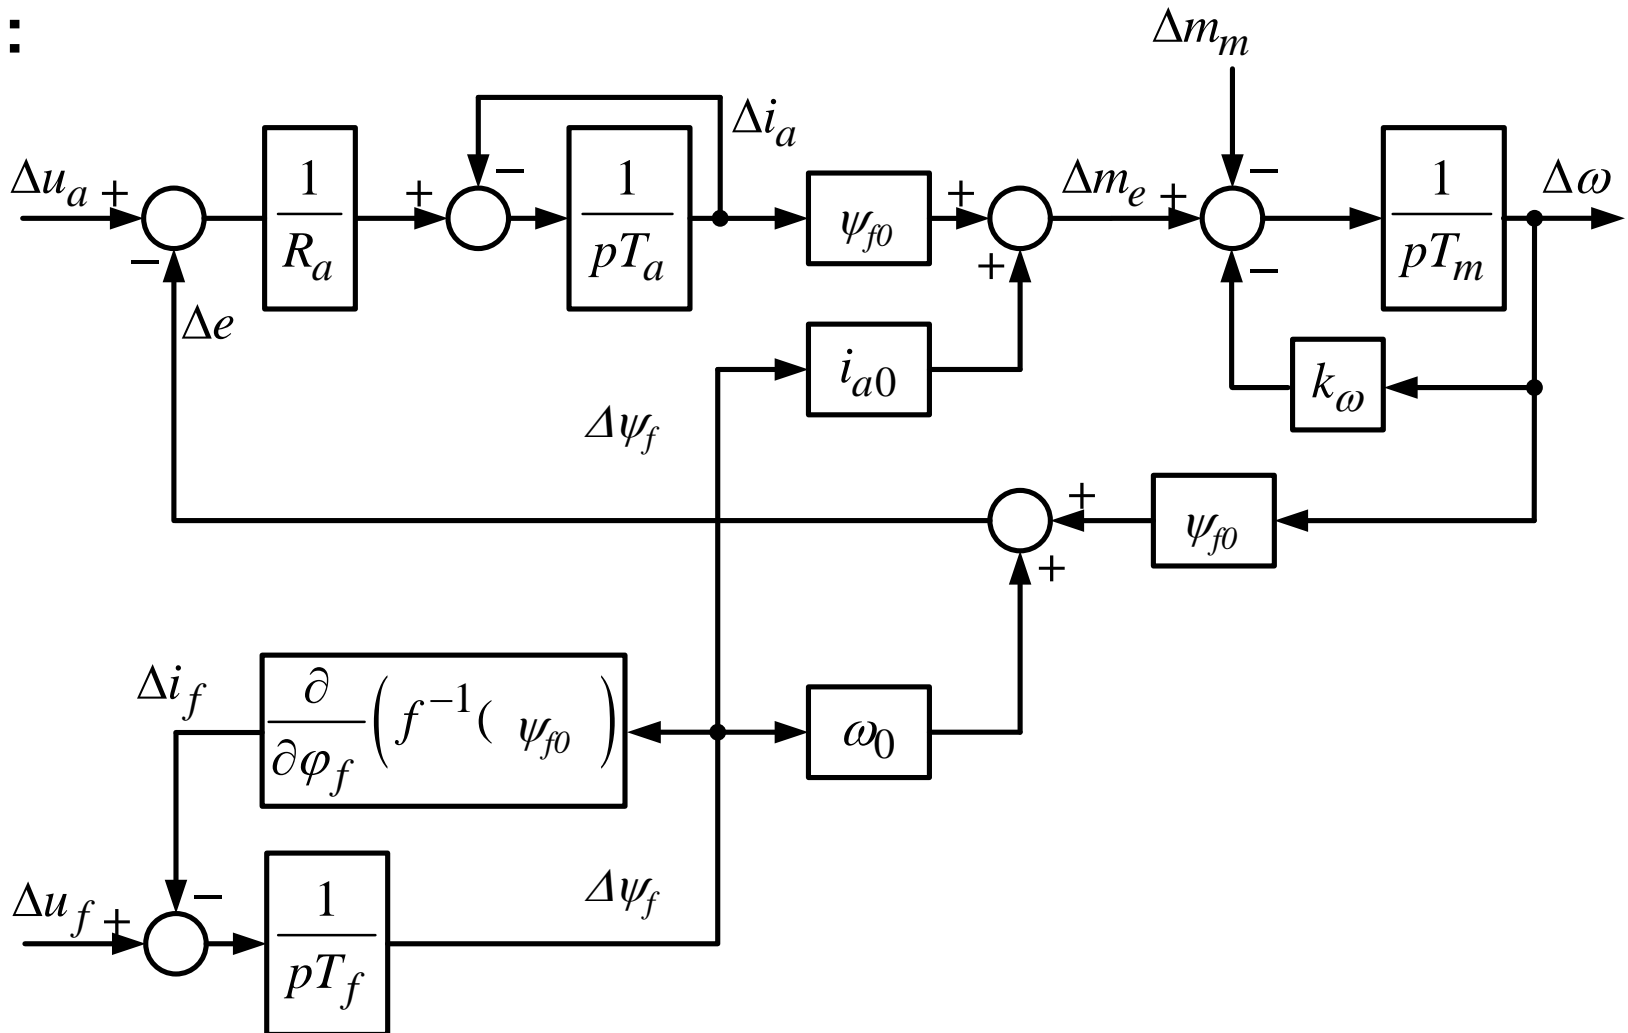 :
Δm_m
Δi_a
Δu_a + − 1/R_a + − 1/(pT_a) ψ_f0 + Δm_e + − 1/(pT_m) Δω
− + −
Δe
i_a0 k_ω
Δψ_f
+ ψ_f0
+
Δi_f ∂/∂φ_f (f^−1( ψ_f0 ) ω_0
−
Δu_f + 1/(pT_f) Δψ_f